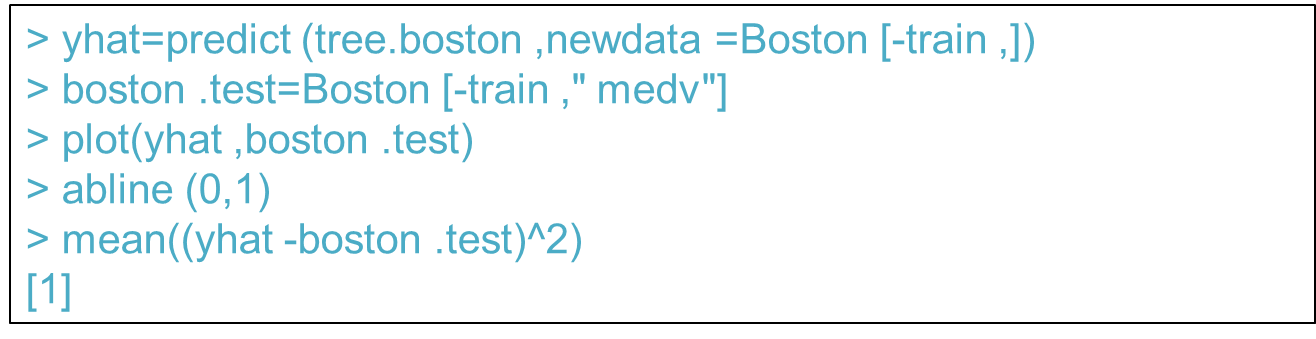 > yhat=predict (tree.boston ,newdata =Boston [-train ,])
> boston .test=Boston [-train ," medv"]
> plot(yhat ,boston .test)
> abline (0,1)
> mean((yhat -boston .test)^2)
[1]